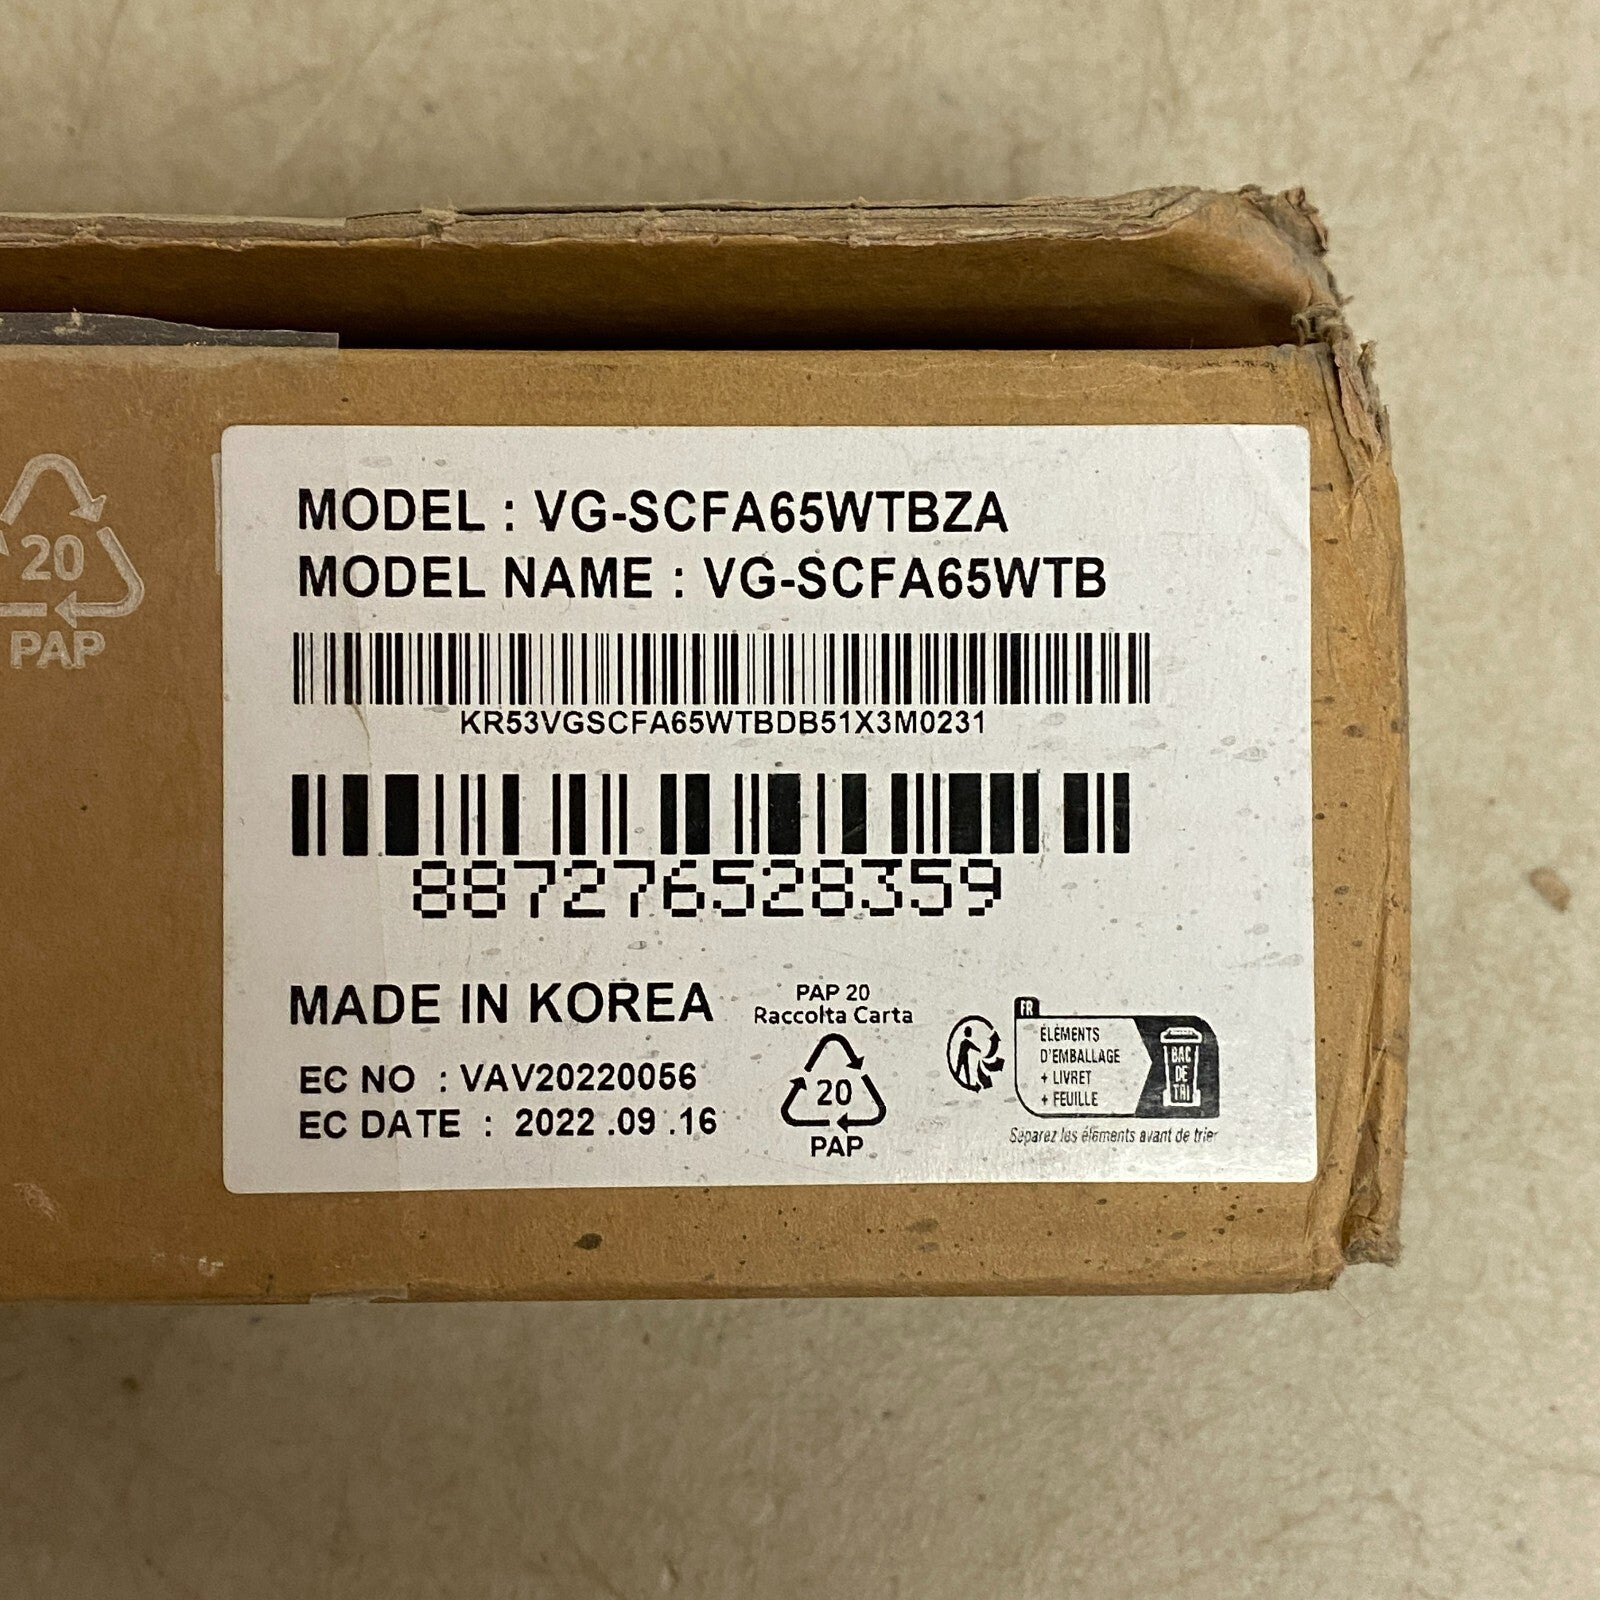 20
PAP
MODEL : VG-SCFA65WTBZA
MODEL NAME : VG-SCFA65WTB
KR53VGSCFA65WTBDB51X3M0231
887276528359
MADE IN KOREA
EC NO : VAV20220056
EC DATE : 2022 .09 .16
PAP 20
Raccolta Carta
20
PAP
FR
ÉLÉMENTS
D'EMBALLAGE
+ LIVRET
+ FEUILLE
BAC
DE
TRI
Séparez les éléments avant de trier